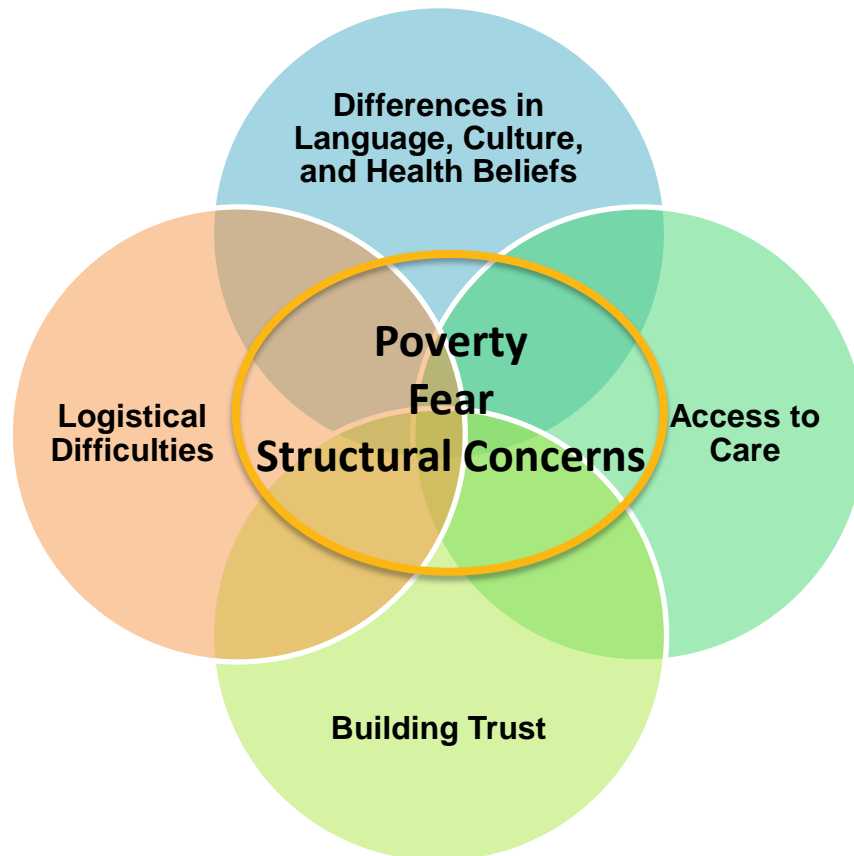 Differences in
Language, Culture,
and Health Beliefs
Poverty
Fear
Structural Concerns
Logistical
Difficulties
Access to
Care
Building Trust